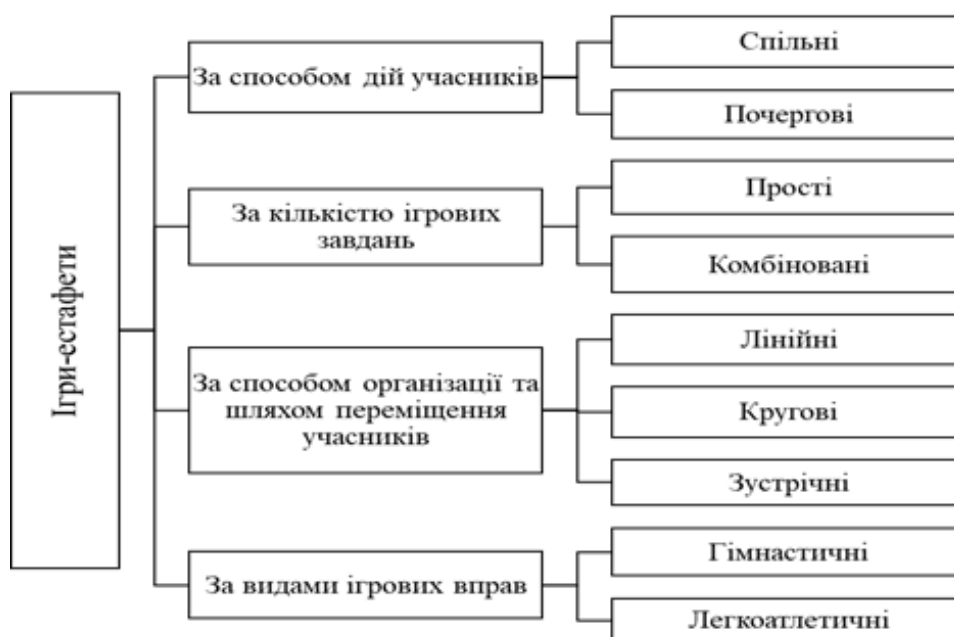 Ігри-естафети
За способом дій учасників
Спільні
Почергові
За кількістю ігрових
завдань
Прості
Комбіновані
За способом організації та
шляхом переміщення
учасників
Лінійні
Кругові
Зустрічні
За видами ігрових вправ
Гімнастичні
Легкоатлетичні